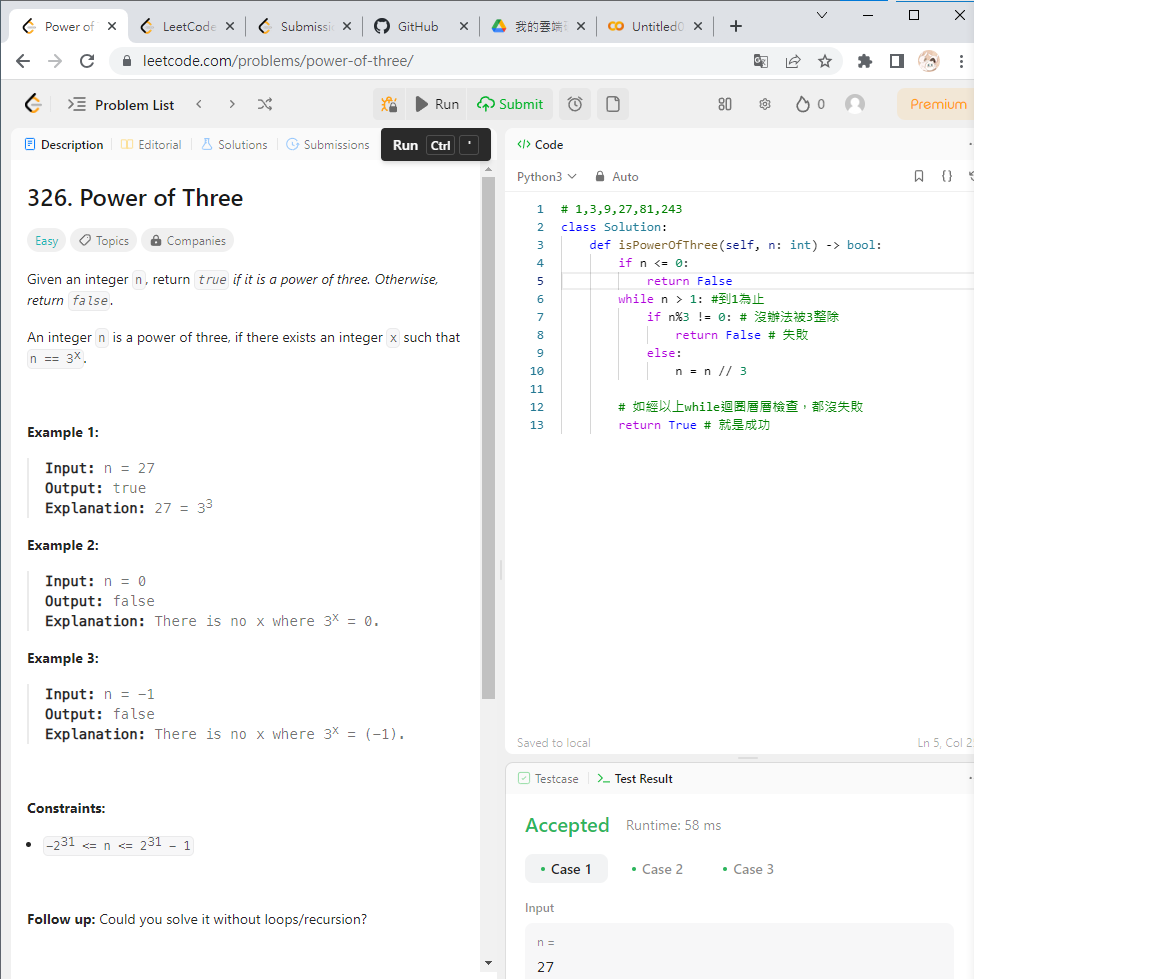 Power of
LeetCode
Submissi
GitHub
我的雲端
Untitled0
leetcode.com/problems/power-of-three/
Problem List
Run
Submit
0
Premium
Description
Editorial
Solutions
Submissions
Run Ctrl '
326. Power of Three
Easy
Topics
Companies
Given an integer n, return true if it is a power of three. Otherwise,
return false.
An integer n is a power of three, if there exists an integer x such that
n == 3^x.
Example 1:
Input: n = 27
Output: true
Explanation: 27 = 3^3
Example 2:
Input: n = 0
Output: false
Explanation: There is no x where 3^x = 0.
Example 3:
Input: n = -1
Output: false
Explanation: There is no x where 3^x = (-1).
Constraints:
-2^31 <= n <= 2^31 - 1
Follow up: Could you solve it without loops/recursion?
</> Code
Python3
Auto
1 # 1,3,9,27,81,243
2 class Solution:
3 def isPowerOfThree(self, n: int) -> bool:
4 if n <= 0:
5 return False
6 while n > 1: #到1為止
7 if n%3 != 0: # 沒辦法被3整除
8 return False # 失敗
9 else:
10 n = n // 3
11
12 # 如經以上while迴圈層層檢查，都沒失敗
13 return True # 就是成功
Saved to local
Ln 5, Col 2
Testcase
Test Result
Accepted
Runtime: 58 ms
Case 1
Case 2
Case 3
Input
n =
27